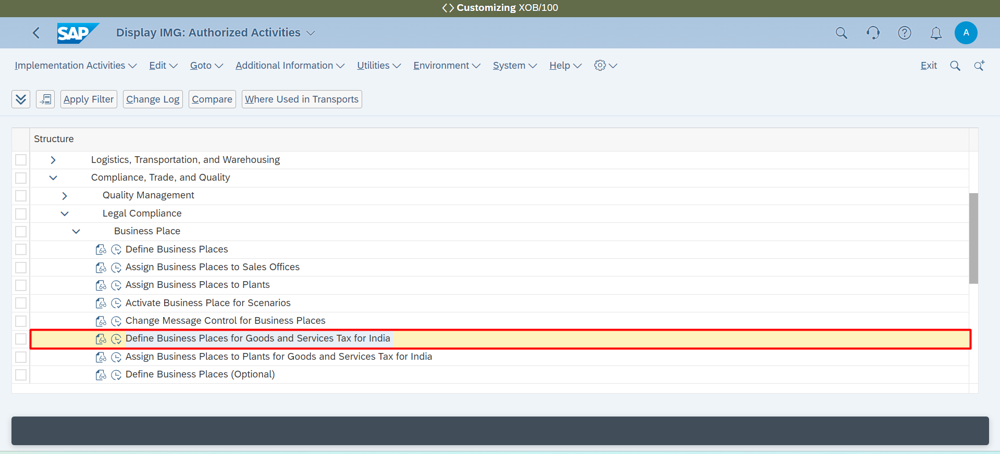 Customizing XOB/100
SAP Display IMG: Authorized Activities A
Implementation Activities Edit Goto Additional Information Utilities Environment System Help Exit
Apply Filter Change Log Compare Where Used in Transports
Structure
Logistics, Transportation, and Warehousing
Compliance, Trade, and Quality
Quality Management
Legal Compliance
Business Place
Define Business Places
Assign Business Places to Sales Offices
Assign Business Places to Plants
Activate Business Place for Scenarios
Change Message Control for Business Places
Define Business Places for Goods and Services Tax for India
Assign Business Places to Plants for Goods and Services Tax for India
Define Business Places (Optional)